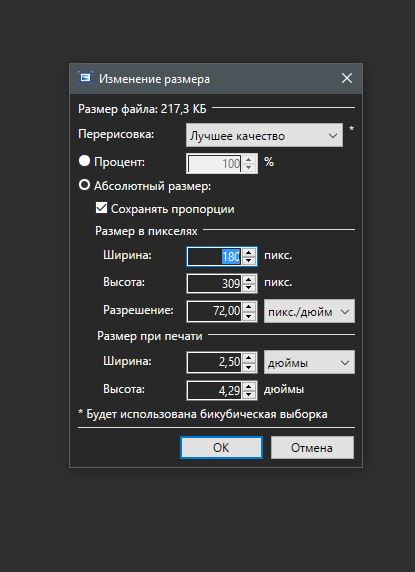 Изменение размера
Размер файла: 217,3 КБ
Перерисовка: Лучшее качество *
Процент: 100 %
Абсолютный размер:
Сохранять пропорции
Размер в пикселях
Ширина: 180 пикс.
Высота: 309 пикс.
Разрешение: 72,00 пикс./дюйм
Размер при печати
Ширина: 2,50 дюймы
Высота: 4,29 дюймы
* Будет использована бикубическая выборка
OK Отмена